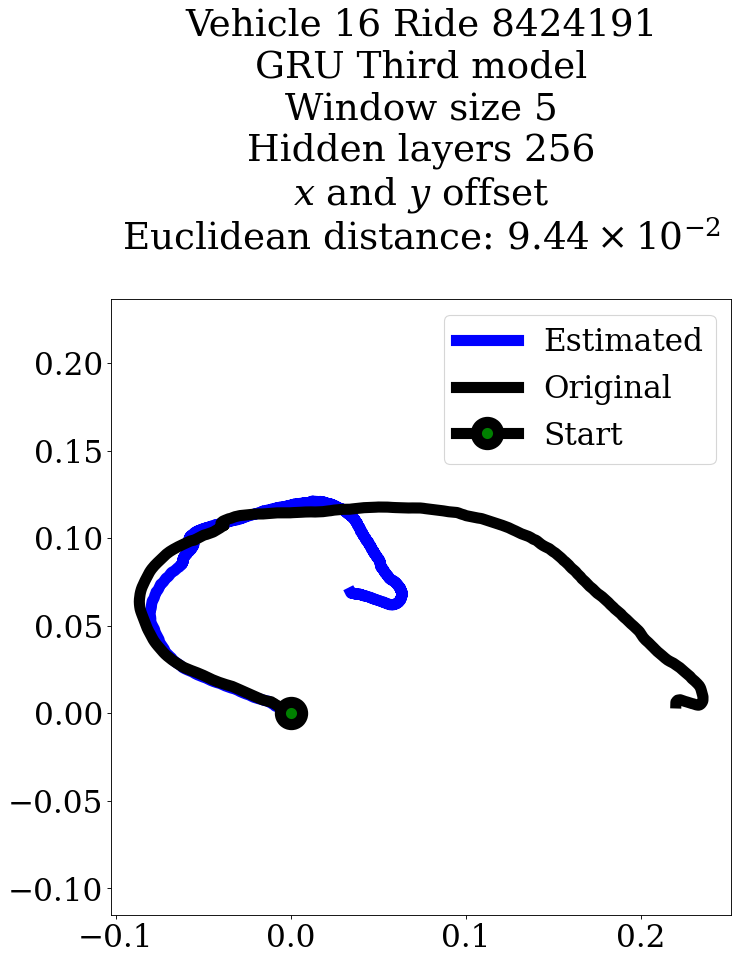 Vehicle 16 Ride 8424191
GRU Third model
Window size 5
Hidden layers 256
x and y offset
Euclidean distance: 9.44 × 10⁻²
Estimated
Original
Start
0.20
0.15
0.10
0.05
0.00
−0.05
−0.10
−0.1 0.0 0.1 0.2